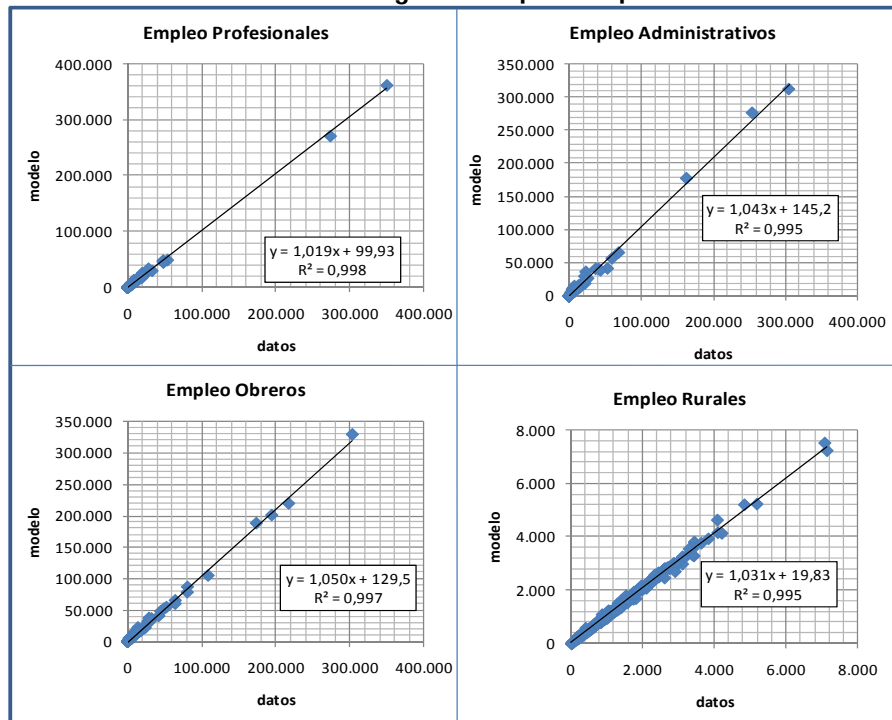 Empleo Profesionales
400.000
300.000
200.000
100.000
0
modelo
y = 1,019x + 99,93
R² = 0,998
0 100.000 200.000 300.000 400.000
datos
Empleo Administrativos
350.000
300.000
250.000
200.000
150.000
100.000
50.000
0
modelo
y = 1,043x + 145,2
R² = 0,995
0 100.000 200.000 300.000 400.000
datos
Empleo Obreros
350.000
300.000
250.000
200.000
150.000
100.000
50.000
0
modelo
y = 1,050x + 129,5
R² = 0,997
0 100.000 200.000 300.000 400.000
datos
Empleo Rurales
8.000
6.000
4.000
2.000
0
modelo
y = 1,031x + 19,83
R² = 0,995
0 2.000 4.000 6.000 8.000
datos